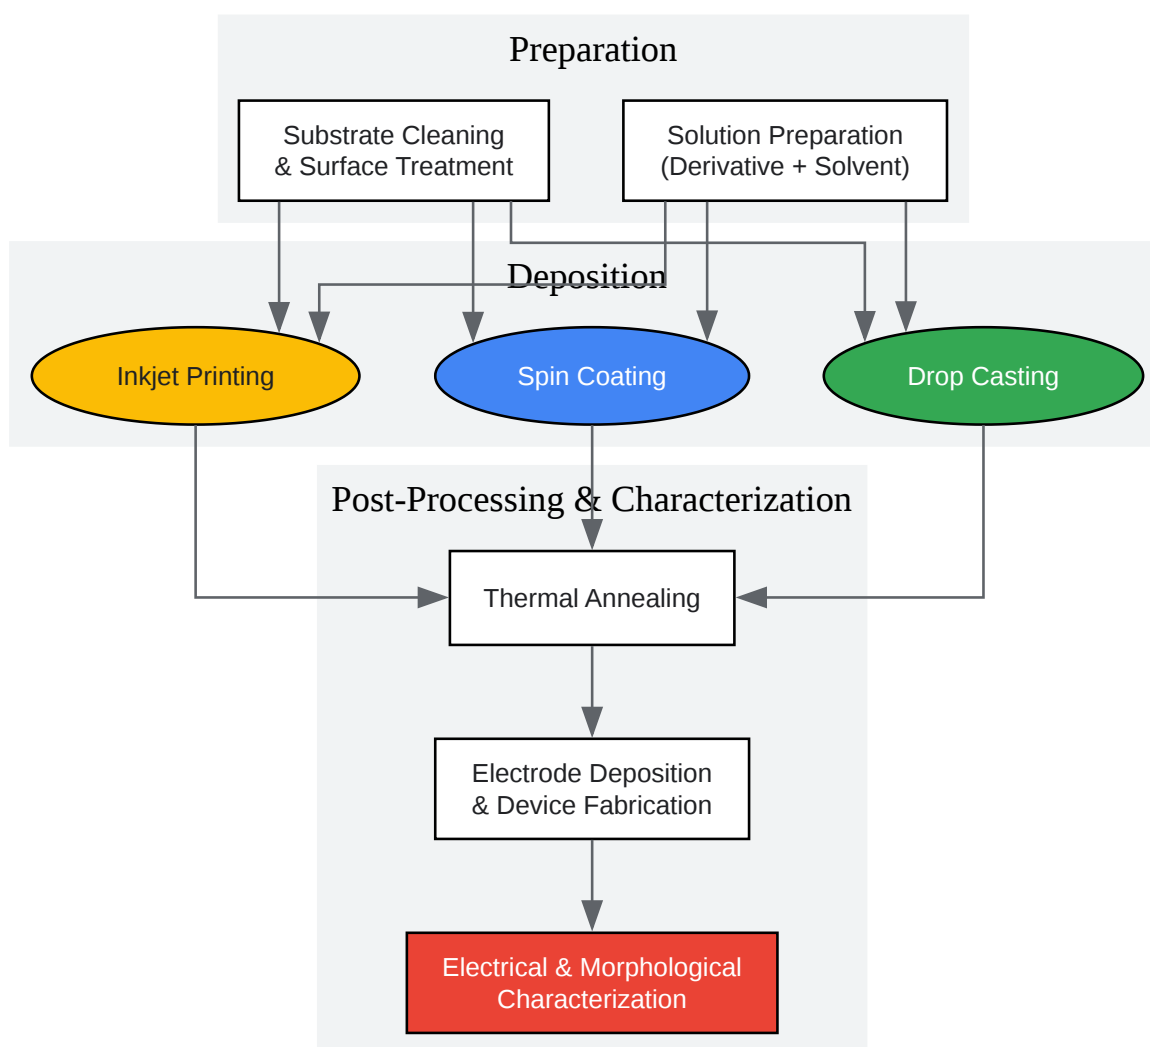 Preparation
Substrate Cleaning
& Surface Treatment
Solution Preparation
(Derivative + Solvent)
Deposition
Inkjet Printing
Spin Coating
Drop Casting
Post-Processing & Characterization
Thermal Annealing
Electrode Deposition
& Device Fabrication
Electrical & Morphological
Characterization